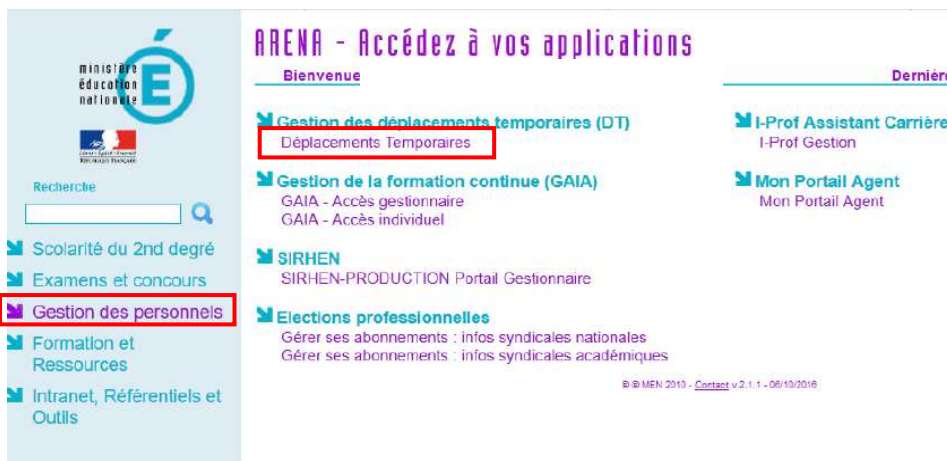 ministère
éducation
nationale
RÉPUBLIQUE FRANÇAISE
Recherche
Scolarité du 2nd degré
Examens et concours
Gestion des personnels
Formation et
Ressources
Intranet, Référentiels et
Outils
ARENA - Accédez à vos applications
Bienvenue
Gestion des déplacements temporaires (DT)
Déplacements Temporaires
Gestion de la formation continue (GAIA)
GAIA - Accès gestionnaire
GAIA - Accès individuel
SIRHEN
SIRHEN-PRODUCTION Portail Gestionnaire
Elections professionnelles
Gérer ses abonnements : infos syndicales nationales
Gérer ses abonnements : infos syndicales académiques
Dernière
I-Prof Assistant Carrière
I-Prof Gestion
Mon Portail Agent
Mon Portail Agent
© @ MEN 2010 - Contact v.2.1.1 - 06/10/2016